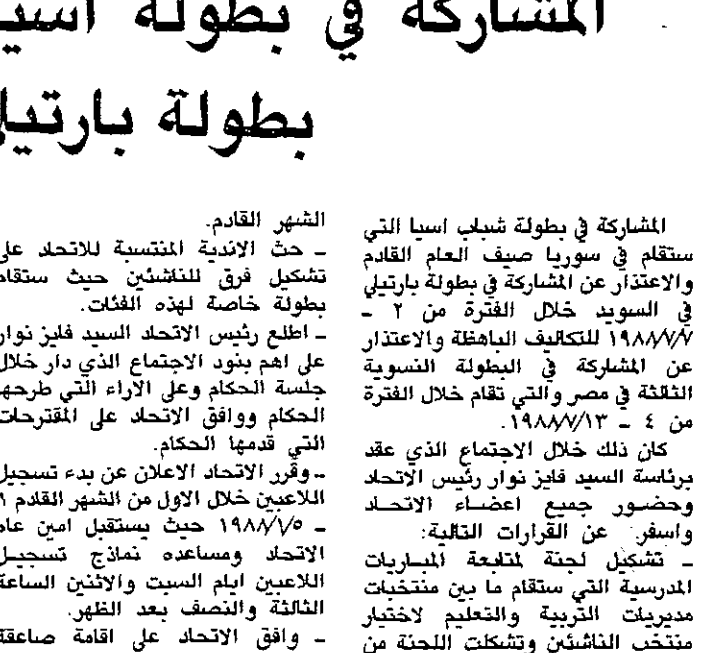 المشاركة في بطولة اسيا
بطولة بارتيل
المشاركة في بطولة شباب اسيا التي
ستقام في سوريا صيف العام القادم
والاعتذار عن المشاركة في بطولة بارتيلي
في السويد خلال الفترة من ٢ -
١٩٨٨/٧/٧ للتكاليف الباهظة والاعتذار
عن المشاركة في البطولة النسوية
الثالثة في مصر والتي تقام خلال الفترة
من ٤ - ١٩٨٨/٧/١٣.
كان ذلك خلال الاجتماع الذي عقد
برئاسة السيد فايز نوار رئيس الاتحاد
وحضور جميع اعضاء الاتحاد
واسفر عن القرارات التالية:
- تشكيل لجنة لمتابعة المباريات
المدرسية التي ستقام ما بين منتخبات
مديريات التربية والتعليم لاختيار
منتخب الناشئين وتشكلت اللجنة من
الشهر القادم.
- حث الاندية المنتسبة للاتحاد على
تشكيل فرق للناشئين حيث ستقام
بطولة خاصة لهذه الفئات.
- اطلع رئيس الاتحاد السيد فايز نوار
على اهم بنود الاجتماع الذي دار خلال
جلسة الحكام وعلى الاراء التي طرحها
الحكام ووافق الاتحاد على المقترحات
التي قدمها الحكام.
- وقرر الاتحاد الاعلان عن بدء تسجيل
اللاعبين خلال الاول من الشهر القادم ١
- ١٩٨٨/١/٥ حيث يستقبل امين عام
الاتحاد ومساعده نماذج تسجيل
اللاعبين ايام السبت والاثنين الساعة
الثالثة والنصف بعد الظهر.
- وافق الاتحاد على اقامة صاعقة